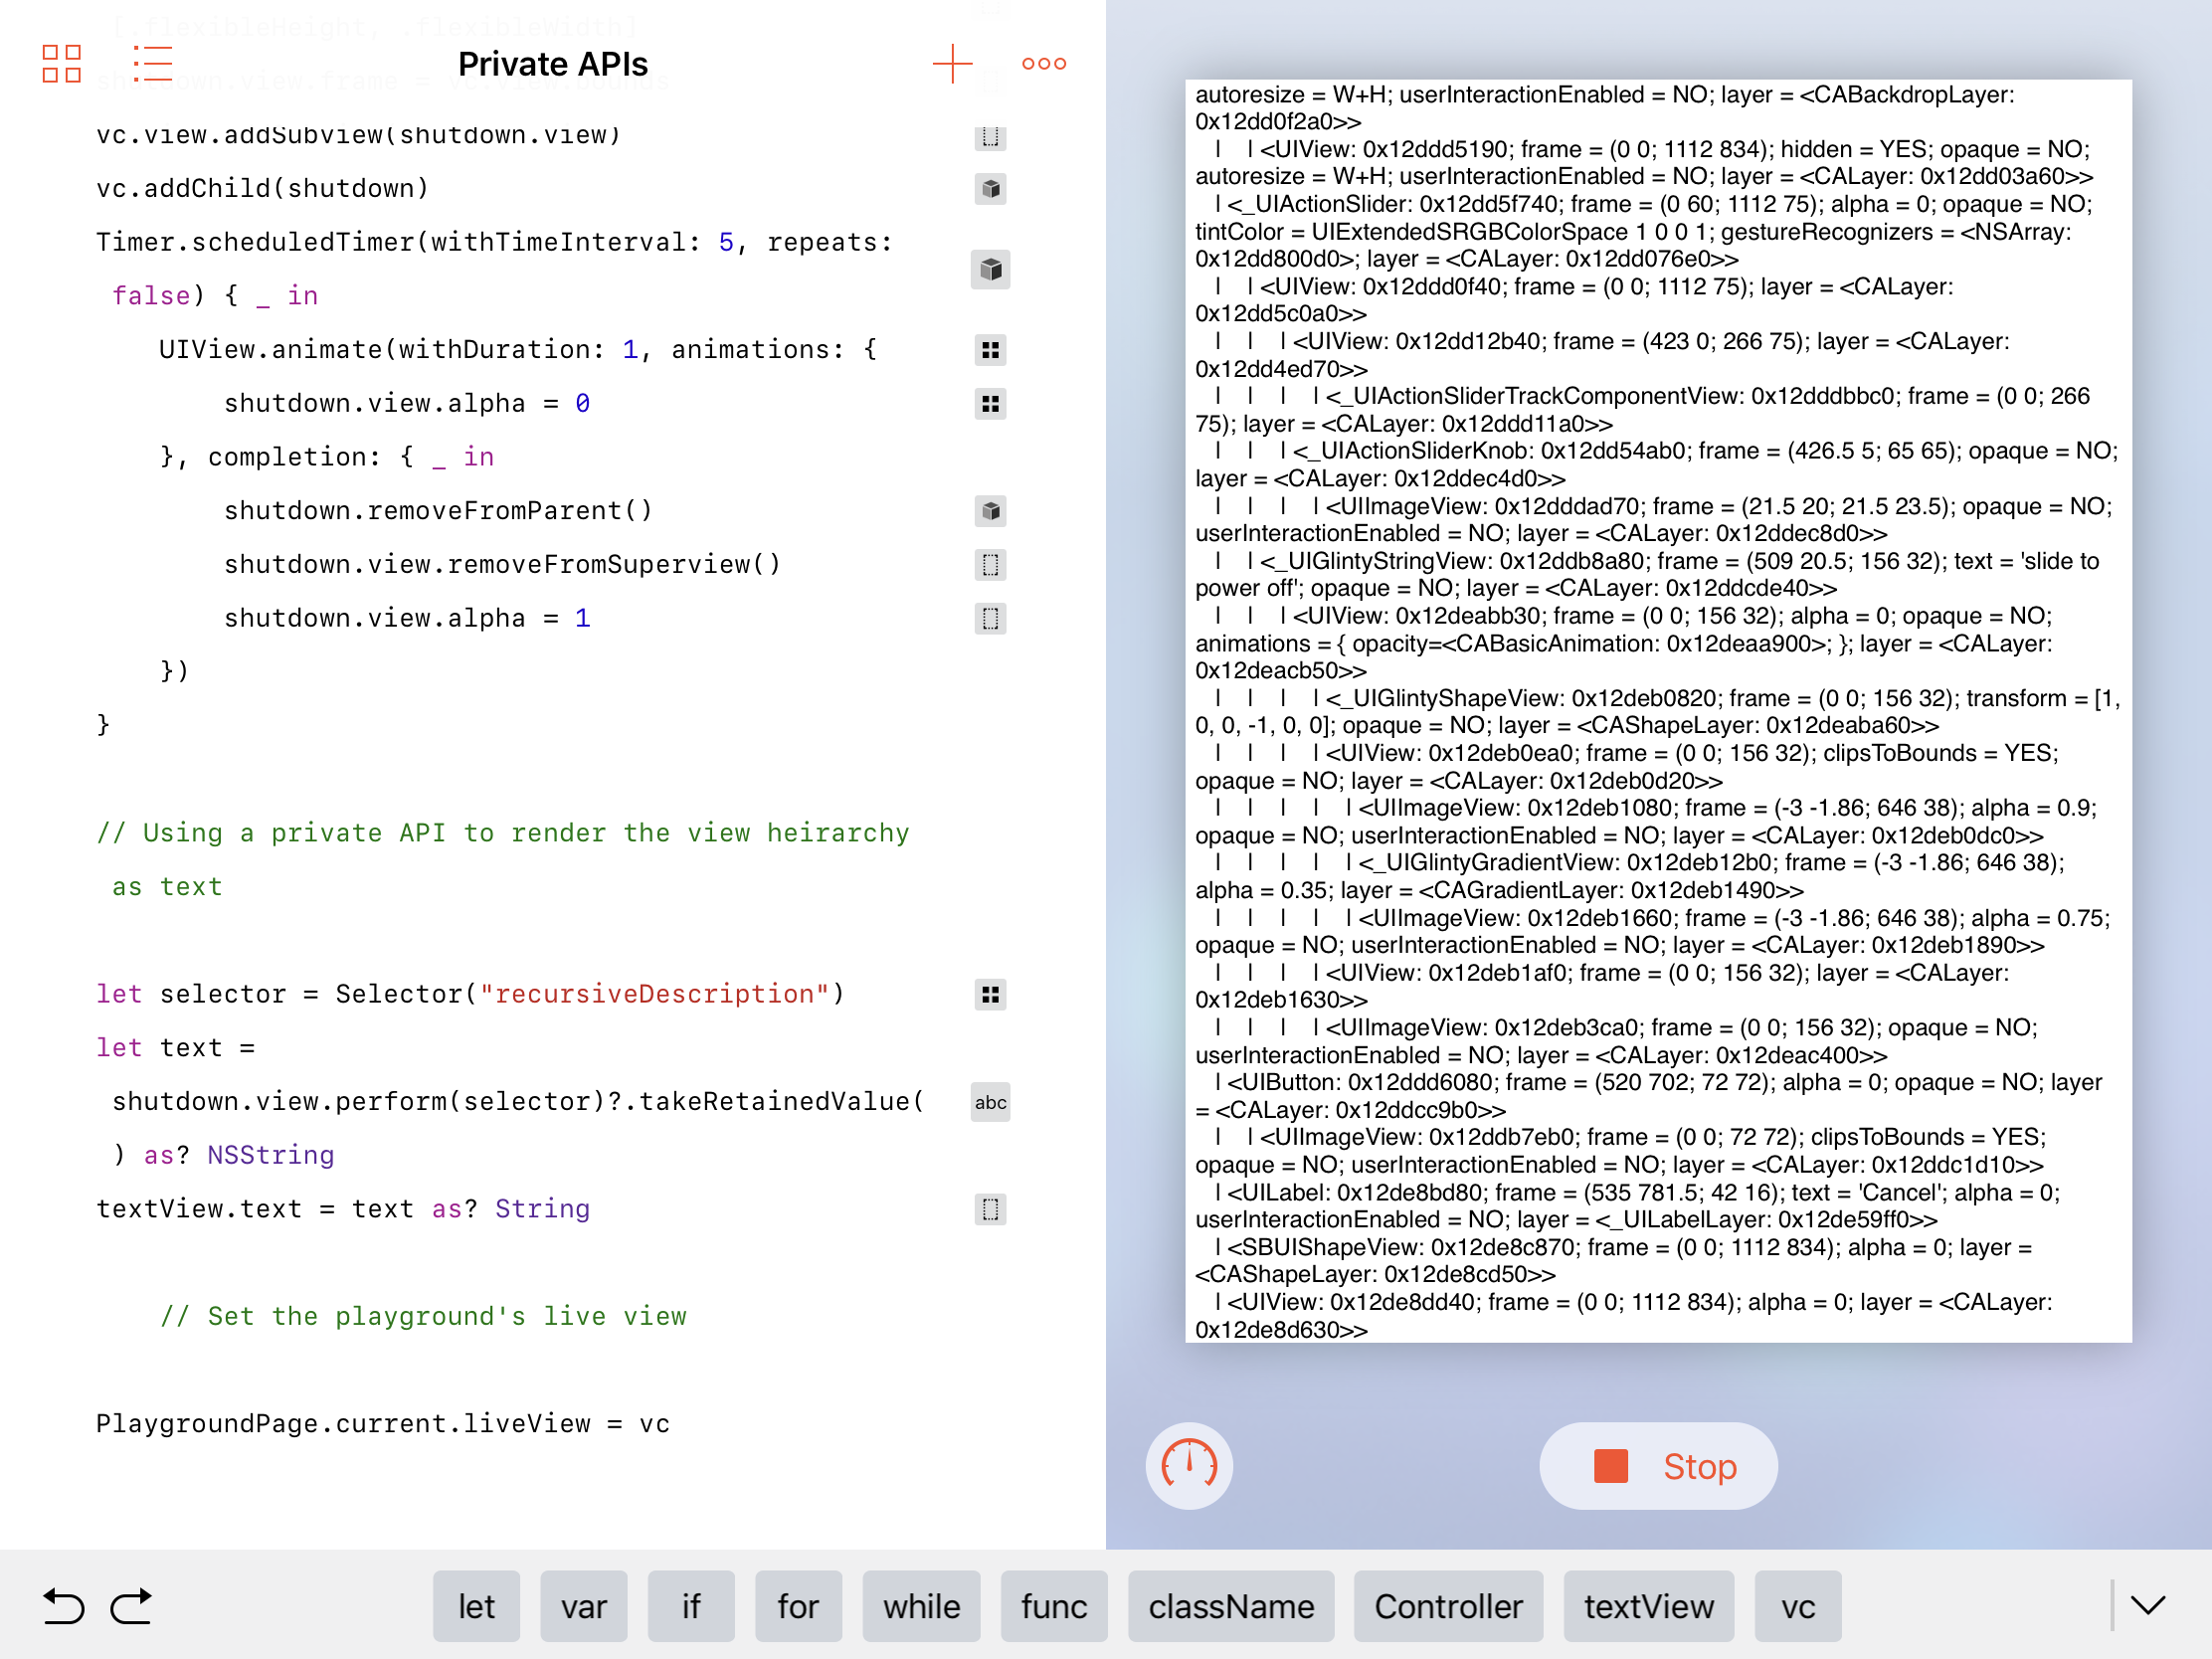 [.flexibleHeight, .flexibleWidth]
Private APIs
shutdown.view.frame = vc.view.bounds
vc.view.addSubview(shutdown.view)
vc.addChild(shutdown)
Timer.scheduledTimer(withTimeInterval: 5, repeats:
false) { _ in
UIView.animate(withDuration: 1, animations: {
shutdown.view.alpha = 0
}, completion: { _ in
shutdown.removeFromParent()
shutdown.view.removeFromSuperview()
shutdown.view.alpha = 1
})
}
// Using a private API to render the view heirarchy
as text
let selector = Selector("recursiveDescription")
let text =
shutdown.view.perform(selector)?.takeRetainedValue(
abc
) as? NSString
textView.text = text as? String
// Set the playground's live view
PlaygroundPage.current.liveView = vc
autoresize = W+H; userInteractionEnabled = NO; layer = <CABackdropLayer:
0x12dd0f2a0>>
| | <UIView: 0x12ddd5190; frame = (0 0; 1112 834); hidden = YES; opaque = NO;
autoresize = W+H; userInteractionEnabled = NO; layer = <CALayer: 0x12dd03a60>>
| <_UIActionSlider: 0x12dd5f740; frame = (0 60; 1112 75); alpha = 0; opaque = NO;
tintColor = UIExtendedSRGBColorSpace 1 0 0 1; gestureRecognizers = <NSArray:
0x12dd800d0>; layer = <CALayer: 0x12dd076e0>>
| | <UIView: 0x12ddd0f40; frame = (0 0; 1112 75); layer = <CALayer:
0x12dd5c0a0>>
| | | <UIView: 0x12dd12b40; frame = (423 0; 266 75); layer = <CALayer:
0x12dd4ed70>>
| | | | <_UIActionSliderTrackComponentView: 0x12dddbbc0; frame = (0 0; 266
75); layer = <CALayer: 0x12ddd11a0>>
| | | <_UIActionSliderKnob: 0x12dd54ab0; frame = (426.5 5; 65 65); opaque = NO;
layer = <CALayer: 0x12ddec4d0>>
| | | | <UIImageView: 0x12dddad70; frame = (21.5 20; 21.5 23.5); opaque = NO;
userInteractionEnabled = NO; layer = <CALayer: 0x12ddec8d0>>
| | <_UIGlintyStringView: 0x12ddb8a80; frame = (509 20.5; 156 32); text = 'slide to
power off'; opaque = NO; layer = <CALayer: 0x12ddcde40>>
| | | <UIView: 0x12deabb30; frame = (0 0; 156 32); alpha = 0; opaque = NO;
animations = { opacity=<CABasicAnimation: 0x12deaa900>; }; layer = <CALayer:
0x12deacb50>>
| | | | <_UIGlintyShapeView: 0x12deb0820; frame = (0 0; 156 32); transform = [1,
0, 0, -1, 0, 0]; opaque = NO; layer = <CAShapeLayer: 0x12deaba60>>
| | | | <UIView: 0x12deb0ea0; frame = (0 0; 156 32); clipsToBounds = YES;
opaque = NO; layer = <CALayer: 0x12deb0d20>>
| | | | | <UIImageView: 0x12deb1080; frame = (-3 -1.86; 646 38); alpha = 0.9;
opaque = NO; userInteractionEnabled = NO; layer = <CALayer: 0x12deb0dc0>>
| | | | | <_UIGlintyGradientView: 0x12deb12b0; frame = (-3 -1.86; 646 38);
alpha = 0.35; layer = <CAGradientLayer: 0x12deb1490>>
| | | | | <UIImageView: 0x12deb1660; frame = (-3 -1.86; 646 38); alpha = 0.75;
opaque = NO; userInteractionEnabled = NO; layer = <CALayer: 0x12deb1890>>
| | | | <UIView: 0x12deb1af0; frame = (0 0; 156 32); layer = <CALayer:
0x12deb1630>>
| | | | <UIImageView: 0x12deb3ca0; frame = (0 0; 156 32); opaque = NO;
userInteractionEnabled = NO; layer = <CALayer: 0x12deac400>>
| <UIButton: 0x12ddd6080; frame = (520 702; 72 72); alpha = 0; opaque = NO; layer
= <CALayer: 0x12ddcc9b0>>
| | <UIImageView: 0x12ddb7eb0; frame = (0 0; 72 72); clipsToBounds = YES;
opaque = NO; userInteractionEnabled = NO; layer = <CALayer: 0x12ddc1d10>>
| <UILabel: 0x12de8bd80; frame = (535 781.5; 42 16); text = 'Cancel'; alpha = 0;
userInteractionEnabled = NO; layer = <_UILabelLayer: 0x12de59ff0>>
| <SBUIShapeView: 0x12de8c870; frame = (0 0; 1112 834); alpha = 0; layer =
<CAShapeLayer: 0x12de8cd50>>
| <UIView: 0x12de8dd40; frame = (0 0; 1112 834); alpha = 0; layer = <CALayer:
0x12de8d630>>
Stop
let var if for while func className Controller textView vc